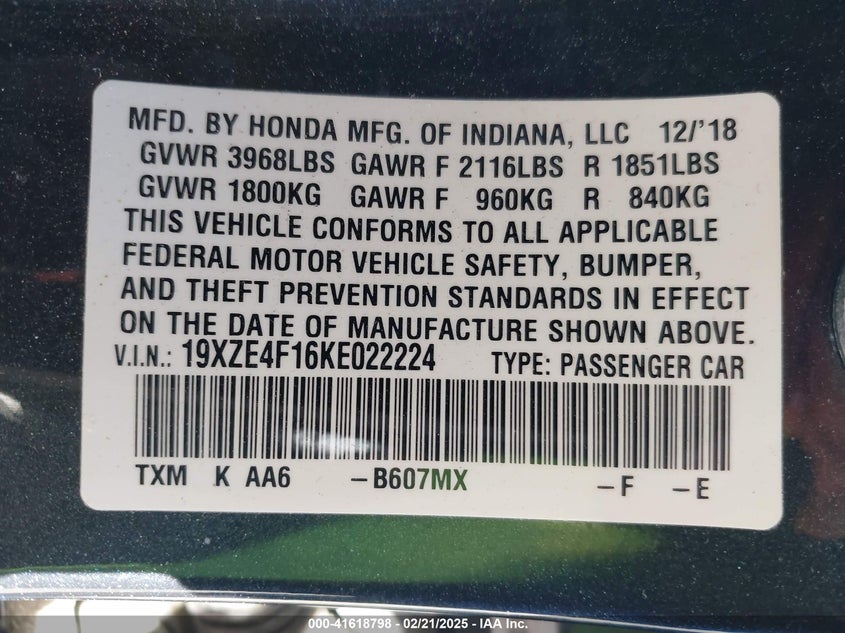 MFD. BY HONDA MFG. OF INDIANA, LLC 12/'18
GVWR 3968LBS GAWR F 2116LBS R 1851LBS
GVWR 1800KG GAWR F 960KG R 840KG
THIS VEHICLE CONFORMS TO ALL APPLICABLE
FEDERAL MOTOR VEHICLE SAFETY, BUMPER,
AND THEFT PREVENTION STANDARDS IN EFFECT
ON THE DATE OF MANUFACTURE SHOWN ABOVE.
V.I.N.: 19XZE4F16KE022224 TYPE: PASSENGER CAR
TXM K AA6 -B607MX -F -E
000-41618798 - 02/21/2025 - IAA, Inc.